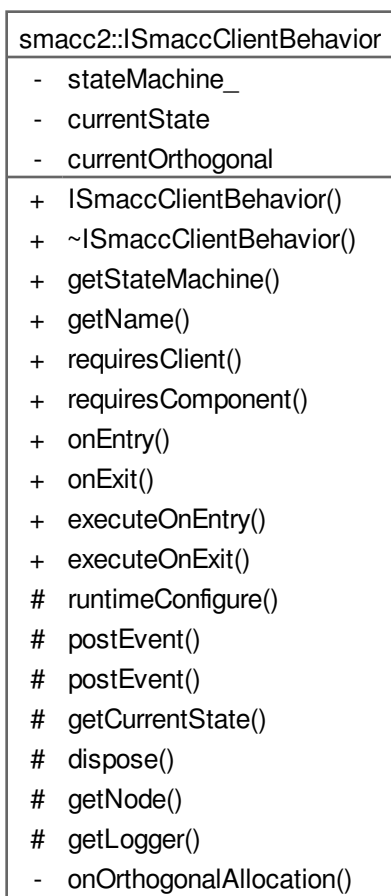 smacc2::ISmaccClientBehavior
- stateMachine_
- currentState
- currentOrthogonal
+ ISmaccClientBehavior()
+ ~ISmaccClientBehavior()
+ getStateMachine()
+ getName()
+ requiresClient()
+ requiresComponent()
+ onEntry()
+ onExit()
+ executeOnEntry()
+ executeOnExit()
# runtimeConfigure()
# postEvent()
# postEvent()
# getCurrentState()
# dispose()
# getNode()
# getLogger()
- onOrthogonalAllocation()